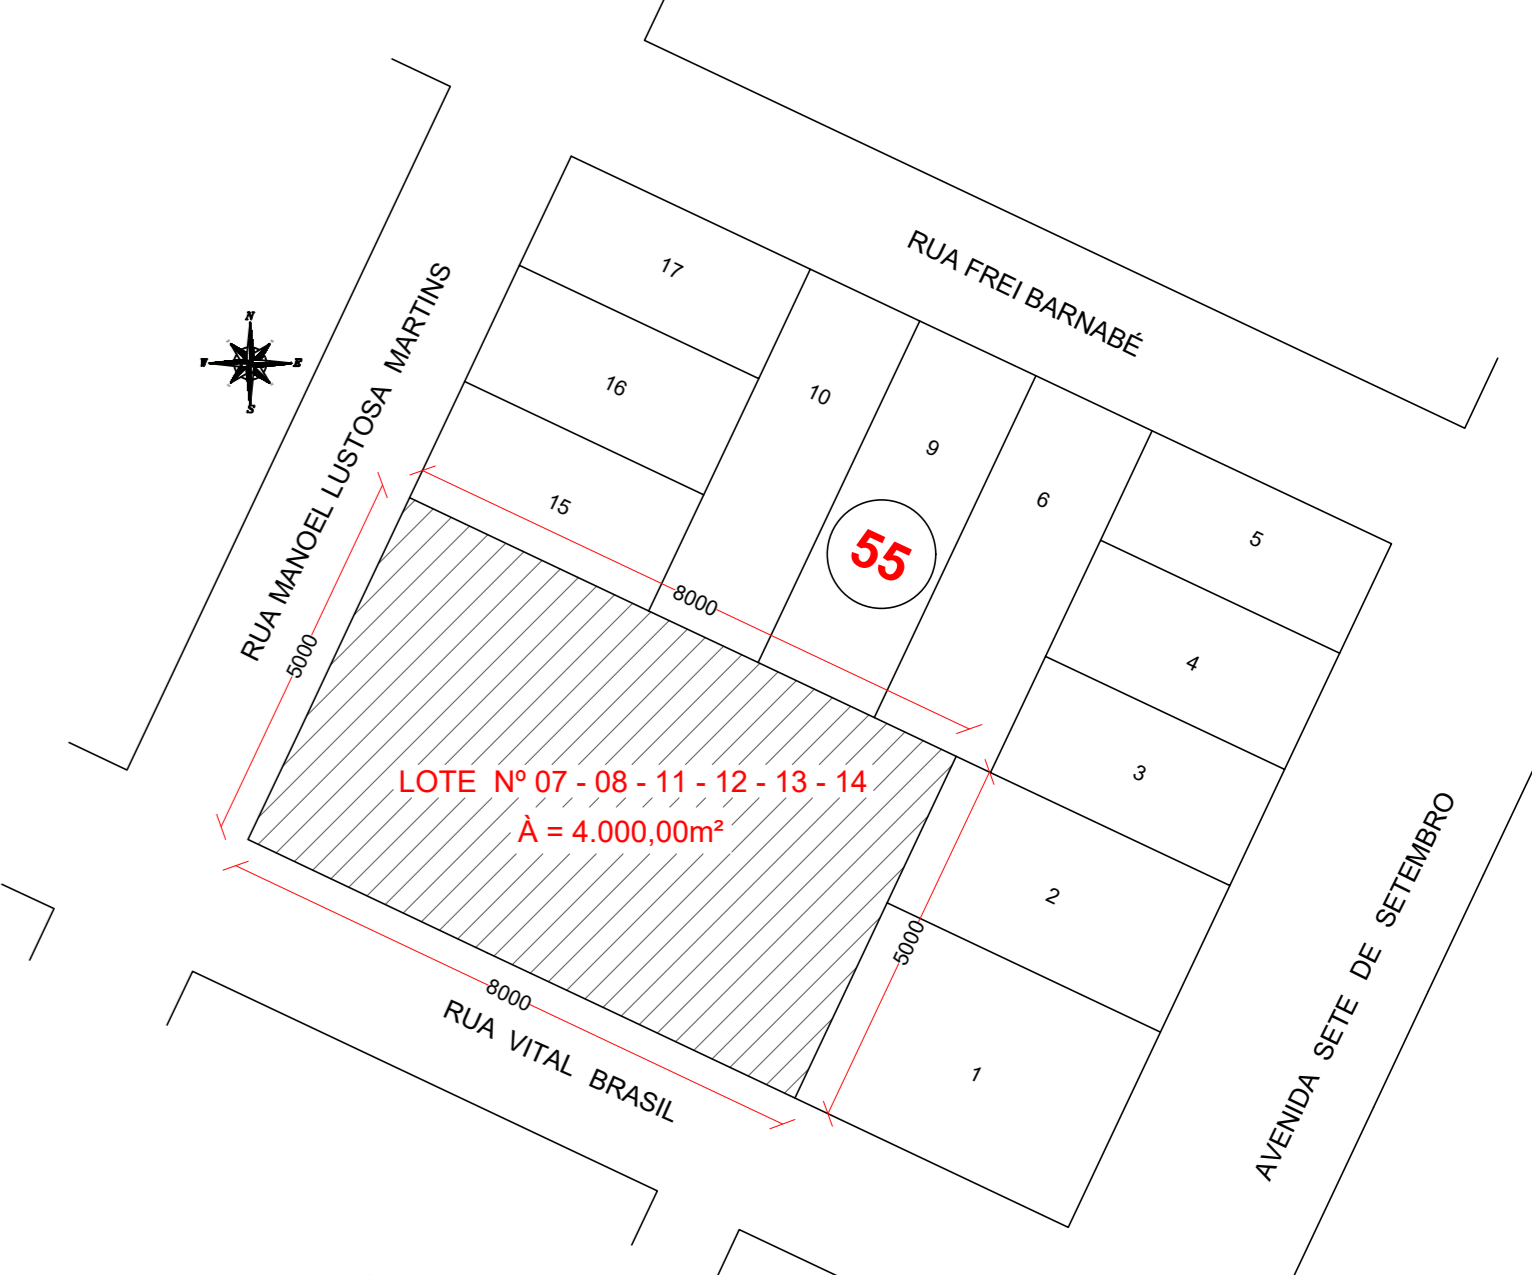 RUA FREI BARNABÉ
RUA MANOEL LUSTOSA MARTINS
N
W
E
S
17
16
15
10
9
6
5
4
3
2
1
55
8000
5000
LOTE Nº 07 - 08 - 11 - 12 - 13 - 14
À = 4.000,00m²
5000
8000
RUA VITAL BRASIL
AVENIDA SETE DE SETEMBRO